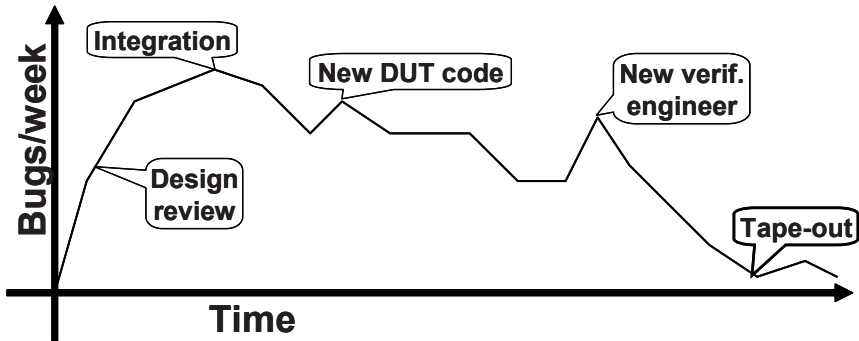 Integration
New DUT code
New verif.
engineer
Bugs/week
Design
review
Tape-out
Time